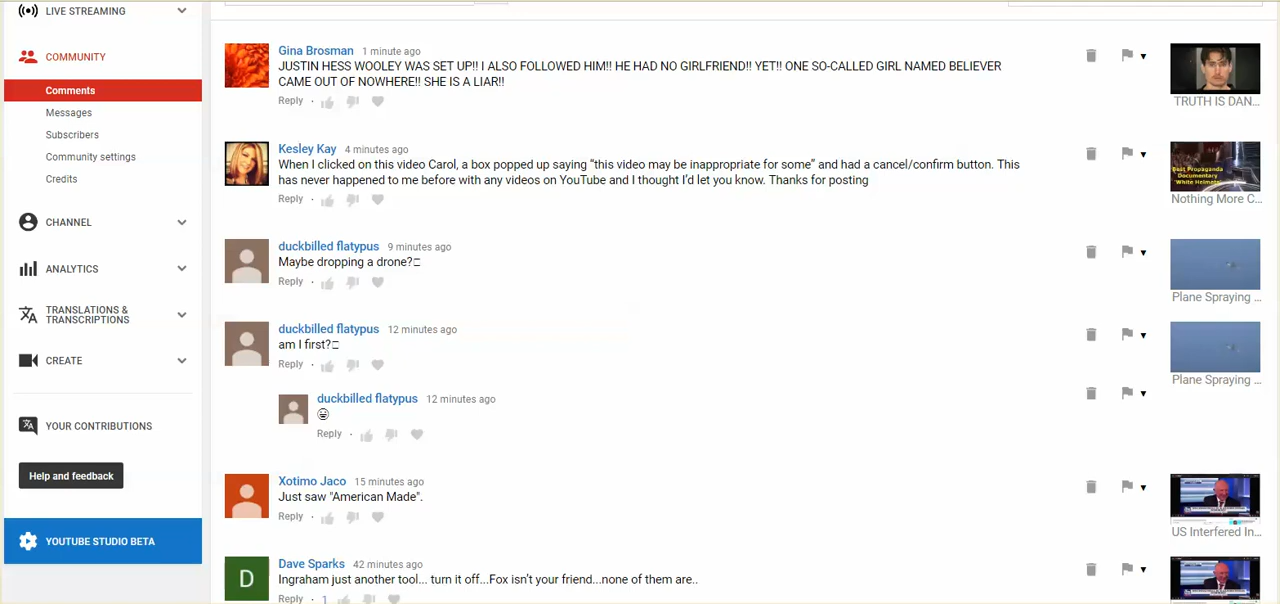 LIVE STREAMING
COMMUNITY
Comments
Messages
Subscribers
Community settings
Credits
CHANNEL
ANALYTICS
TRANSLATIONS &
TRANSCRIPTIONS
CREATE
YOUR CONTRIBUTIONS
Help and feedback
YOUTUBE STUDIO BETA
Gina Brosman 1 minute ago
JUSTIN HESS WOOLEY WAS SET UP!! I ALSO FOLLOWED HIM!! HE HAD NO GIRLFRIEND!! YET!! ONE SO-CALLED GIRL NAMED BELIEVER
CAME OUT OF NOWHERE!! SHE IS A LIAR!!
Reply ·
TRUTH IS DAN...
Kesley Kay 4 minutes ago
When I clicked on this video Carol, a box popped up saying “this video may be inappropriate for some” and had a cancel/confirm button. This
has never happened to me before with any videos on YouTube and I thought I’d let you know. Thanks for posting
Reply ·
Best Propaganda
Documentary
'White Helmets'
Nothing More C...
duckbilled flatypus 9 minutes ago
Maybe dropping a drone?
Reply ·
Plane Spraying ...
duckbilled flatypus 12 minutes ago
am I first?
Reply ·
Plane Spraying ...
duckbilled flatypus 12 minutes ago
😀
Reply ·
Xotimo Jaco 15 minutes ago
Just saw "American Made".
Reply ·
US Interfered In...
D
Dave Sparks 42 minutes ago
Ingraham just another tool... turn it off...Fox isn’t your friend...none of them are..
Reply · 1